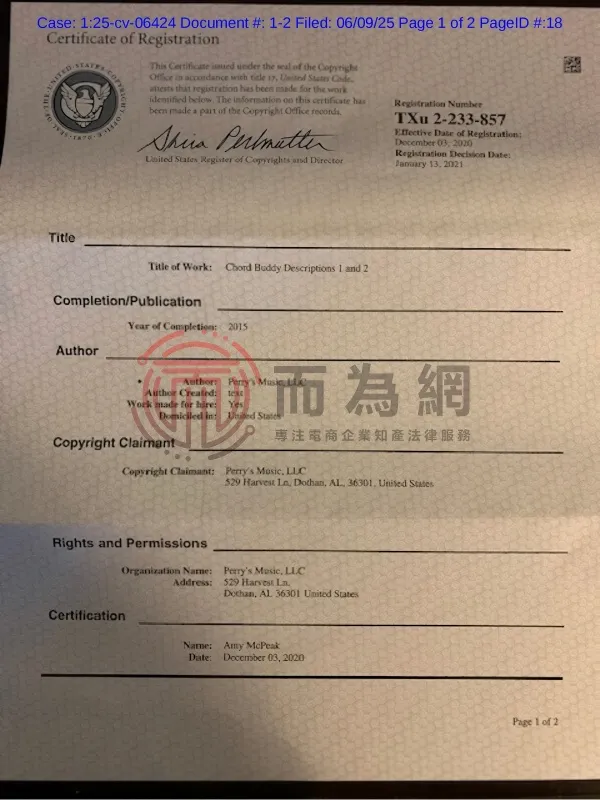 Case: 1:25-cv-06424 Document #: 1-2 Filed: 06/09/25 Page 1 of 2 PageID #:18
Certificate of Registration
This Certificate issued under the seal of the Copyright
Office in accordance with title 17, United States Code,
attests that registration has been made for the work
identified below. The information on this certificate has
been made a part of the Copyright Office records.
Shira Perlmutter
United States Register of Copyrights and Director
Registration Number
TXu 2-233-857
Effective Date of Registration:
December 03, 2020
Registration Decision Date:
January 13, 2021
Title
Title of Work: Chord Buddy Descriptions 1 and 2
Completion/Publication
Year of Completion: 2015
Author
• Author: Perry's Music, LLC
Author Created: text
Work made for hire: Yes
Domiciled in: United States
而為網
專注電商企業知產法律服務
Copyright Claimant
Copyright Claimant: Perry's Music, LLC
529 Harvest Ln, Dothan, AL, 36301, United States
Rights and Permissions
Organization Name: Perry's Music, LLC
Address: 529 Harvest Ln.
Dothan, AL 36301 United States
Certification
Name: Amy McPeak
Date: December 03, 2020
Page 1 of 2